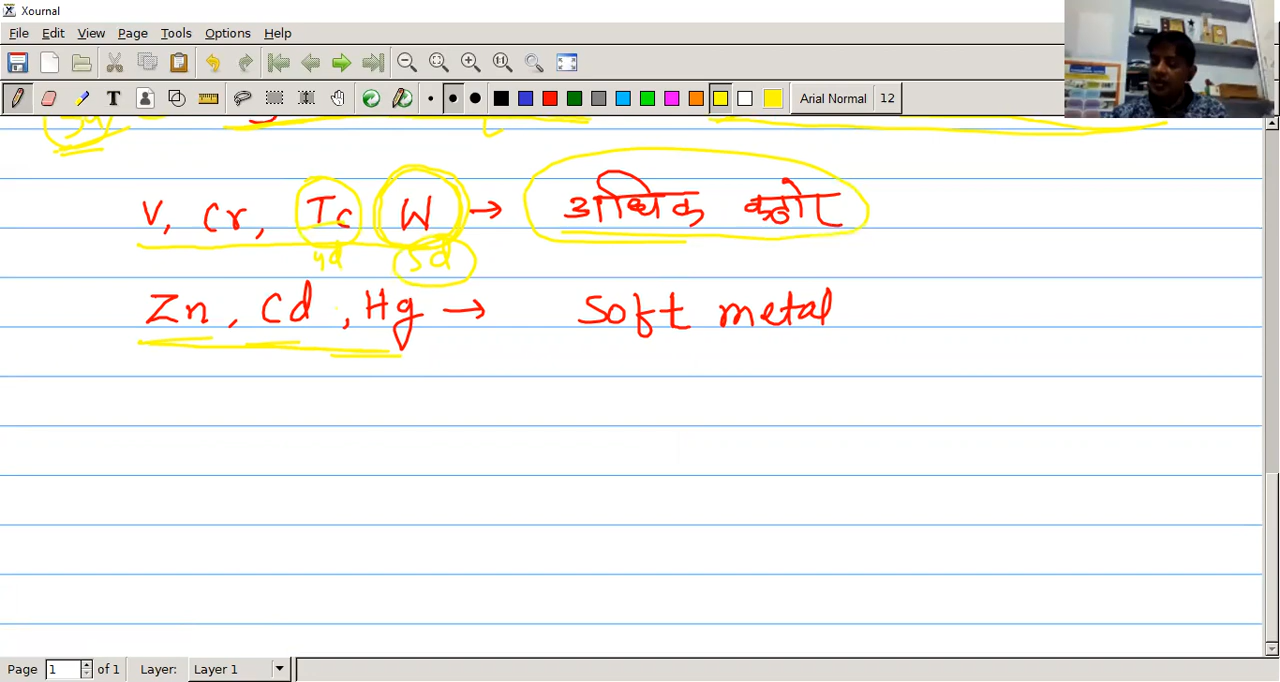 Xournal
File Edit View Page Tools Options Help
Arial Normal 12
V, Cr, Tc W → अधिक कठोर
4d 5d
Zn, Cd, Hg → Soft metal
Page 1 of 1 Layer: Layer 1